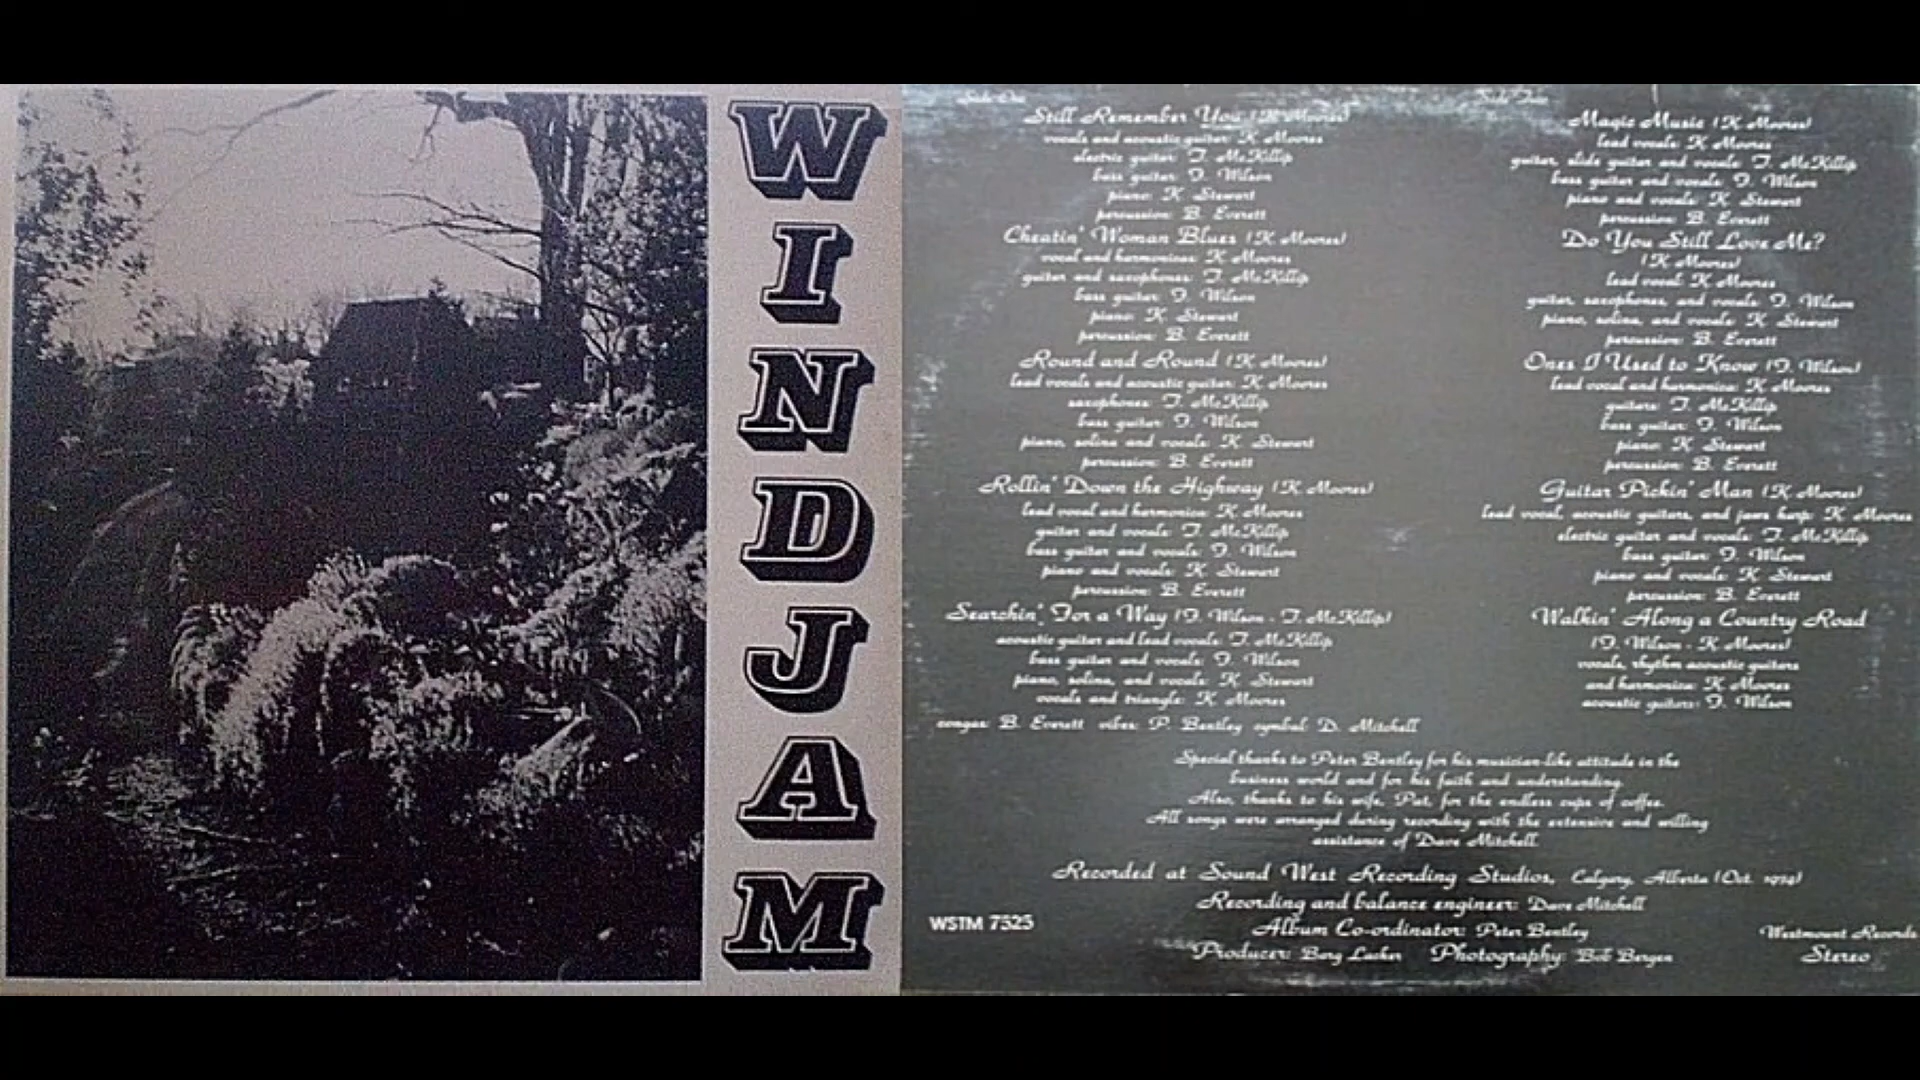 WINDJAM
Side One
Still Remember You (K. Moores)
vocals and acoustic guitar: K. Moores
electric guitar: T. McKillip
bass guitar: T. Wilson
piano: K. Stewart
percussion: B. Everett
Cheatin' Woman Blues (K. Moores)
vocal and harmonicas: K. Moores
guitar and saxophones: T. McKillip
bass guitar: T. Wilson
piano: K. Stewart
percussion: B. Everett
Round and Round (K. Moores)
lead vocals and acoustic guitar: K. Moores
saxophones: T. McKillip
bass guitar: T. Wilson
piano, solina and vocals: K. Stewart
percussion: B. Everett
Rollin' Down the Highway (K. Moores)
lead vocal and harmonica: K. Moores
guitar and vocals: T. McKillip
bass guitar and vocals: T. Wilson
piano and vocals: K. Stewart
percussion: B. Everett
Searchin' For a Way (T. Wilson - T. McKillip)
acoustic guitar and lead vocals: T. McKillip
bass guitar and vocals: T. Wilson
piano, solina, and vocals: K. Stewart
vocals and triangle: K. Moores
congas: B. Everett vibes: P. Bentley cymbal: D. Mitchell
Side Two
Magic Music (K. Moores)
lead vocals: K. Moores
guitar, slide guitar and vocals: T. McKillip
bass guitar and vocals: T. Wilson
piano and vocals: K. Stewart
percussion: B. Everett
Do You Still Love Me?
(K. Moores)
lead vocal: K. Moores
guitar, saxophones, and vocals: T. Wilson
piano, solina, and vocals: K. Stewart
percussion: B. Everett
Ones I Used to Know (T. Wilson)
lead vocal and harmonica: K. Moores
guitars: T. McKillip
bass guitar: T. Wilson
piano: K. Stewart
percussion: B. Everett
Guitar Pickin' Man (K. Moores)
lead vocal, acoustic guitars, and jaws harp: K. Moores
electric guitar and vocals: T. McKillip
bass guitar: T. Wilson
piano and vocals: K. Stewart
percussion: B. Everett
Walkin' Along a Country Road
(T. Wilson - K. Moores)
vocals, rhythm acoustic guitars
and harmonica: K. Moores
acoustic guitars: T. Wilson
Special thanks to Peter Bentley for his musician-like attitude in the
business world and for his faith and understanding.
Also, thanks to his wife, Pat, for the endless cups of coffee.
All songs were arranged during recording with the extensive and willing
assistance of Dave Mitchell.
Recorded at Sound West Recording Studios, Calgary, Alberta (Oct. 1974)
Recording and balance engineer: Dave Mitchell
Album Co-ordinator: Peter Bentley
Producer: Barg Lasker Photography: Bob Bergen
WSTM 7525
Westmount Records
Stereo